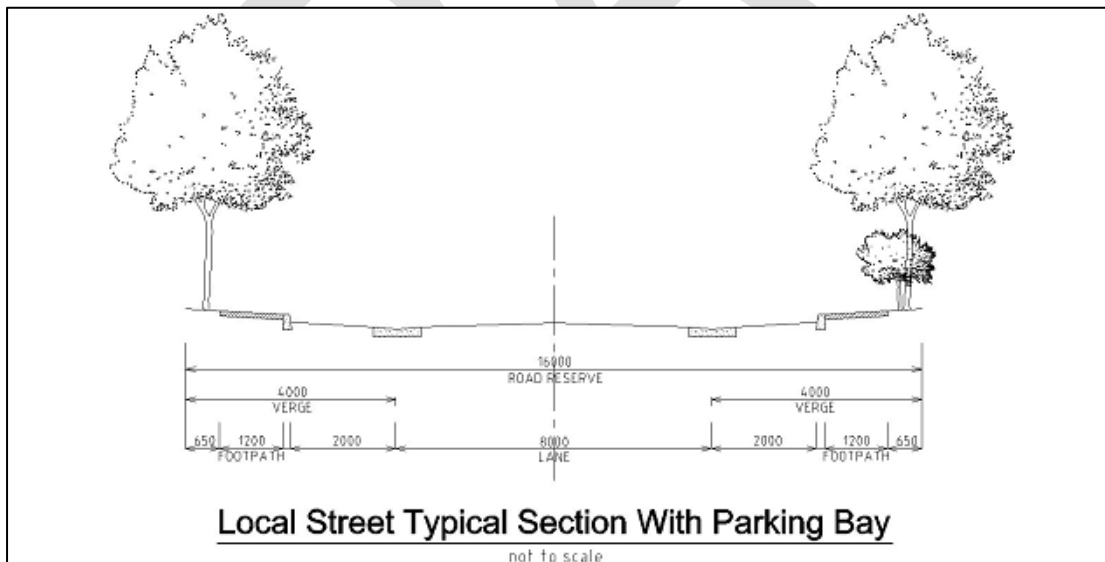 16000
ROAD RESERVE
4000 4000
VERGE VERGE
650 1200 2000 8000 2000 1200 650
FOOTPATH LANE FOOTPATH
Local Street Typical Section With Parking Bay
not to scale